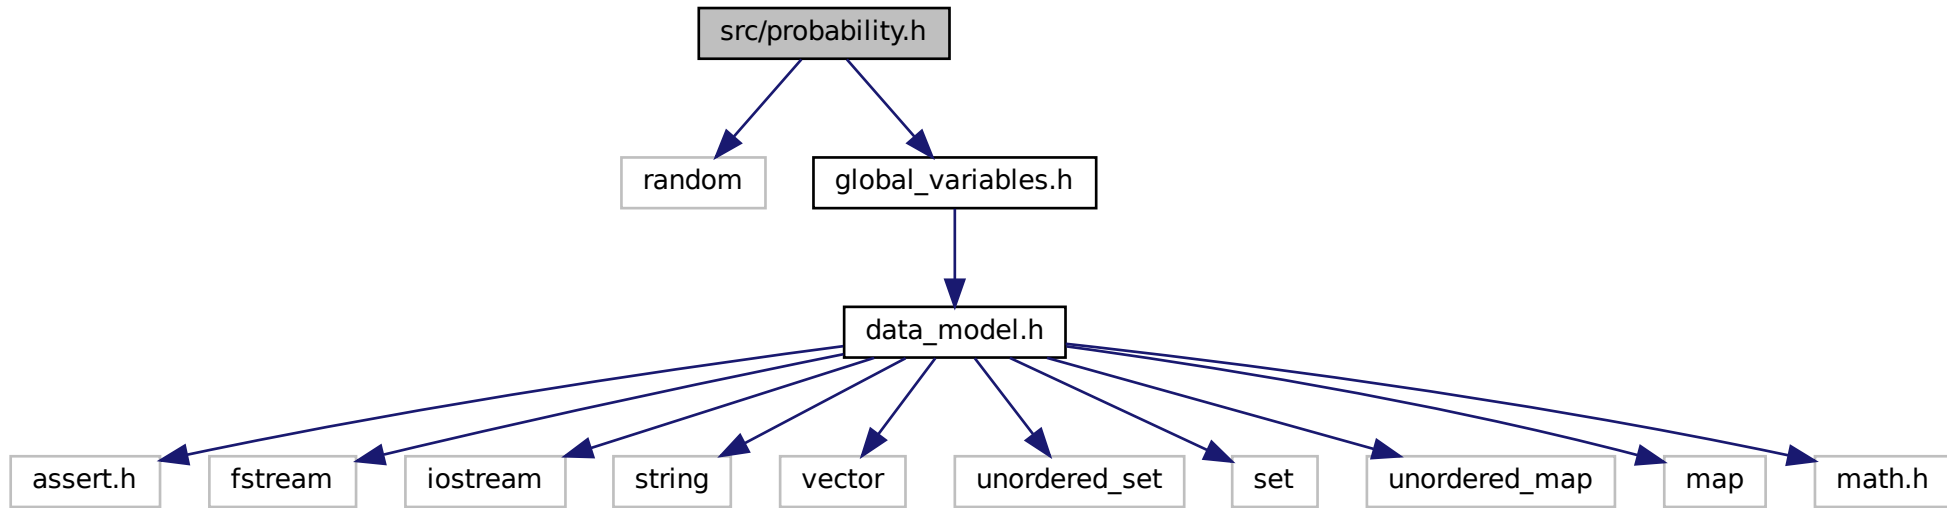 src/probability.h
random
global_variables.h
data_model.h
assert.h
fstream
iostream
string
vector
unordered_set
set
unordered_map
map
math.h